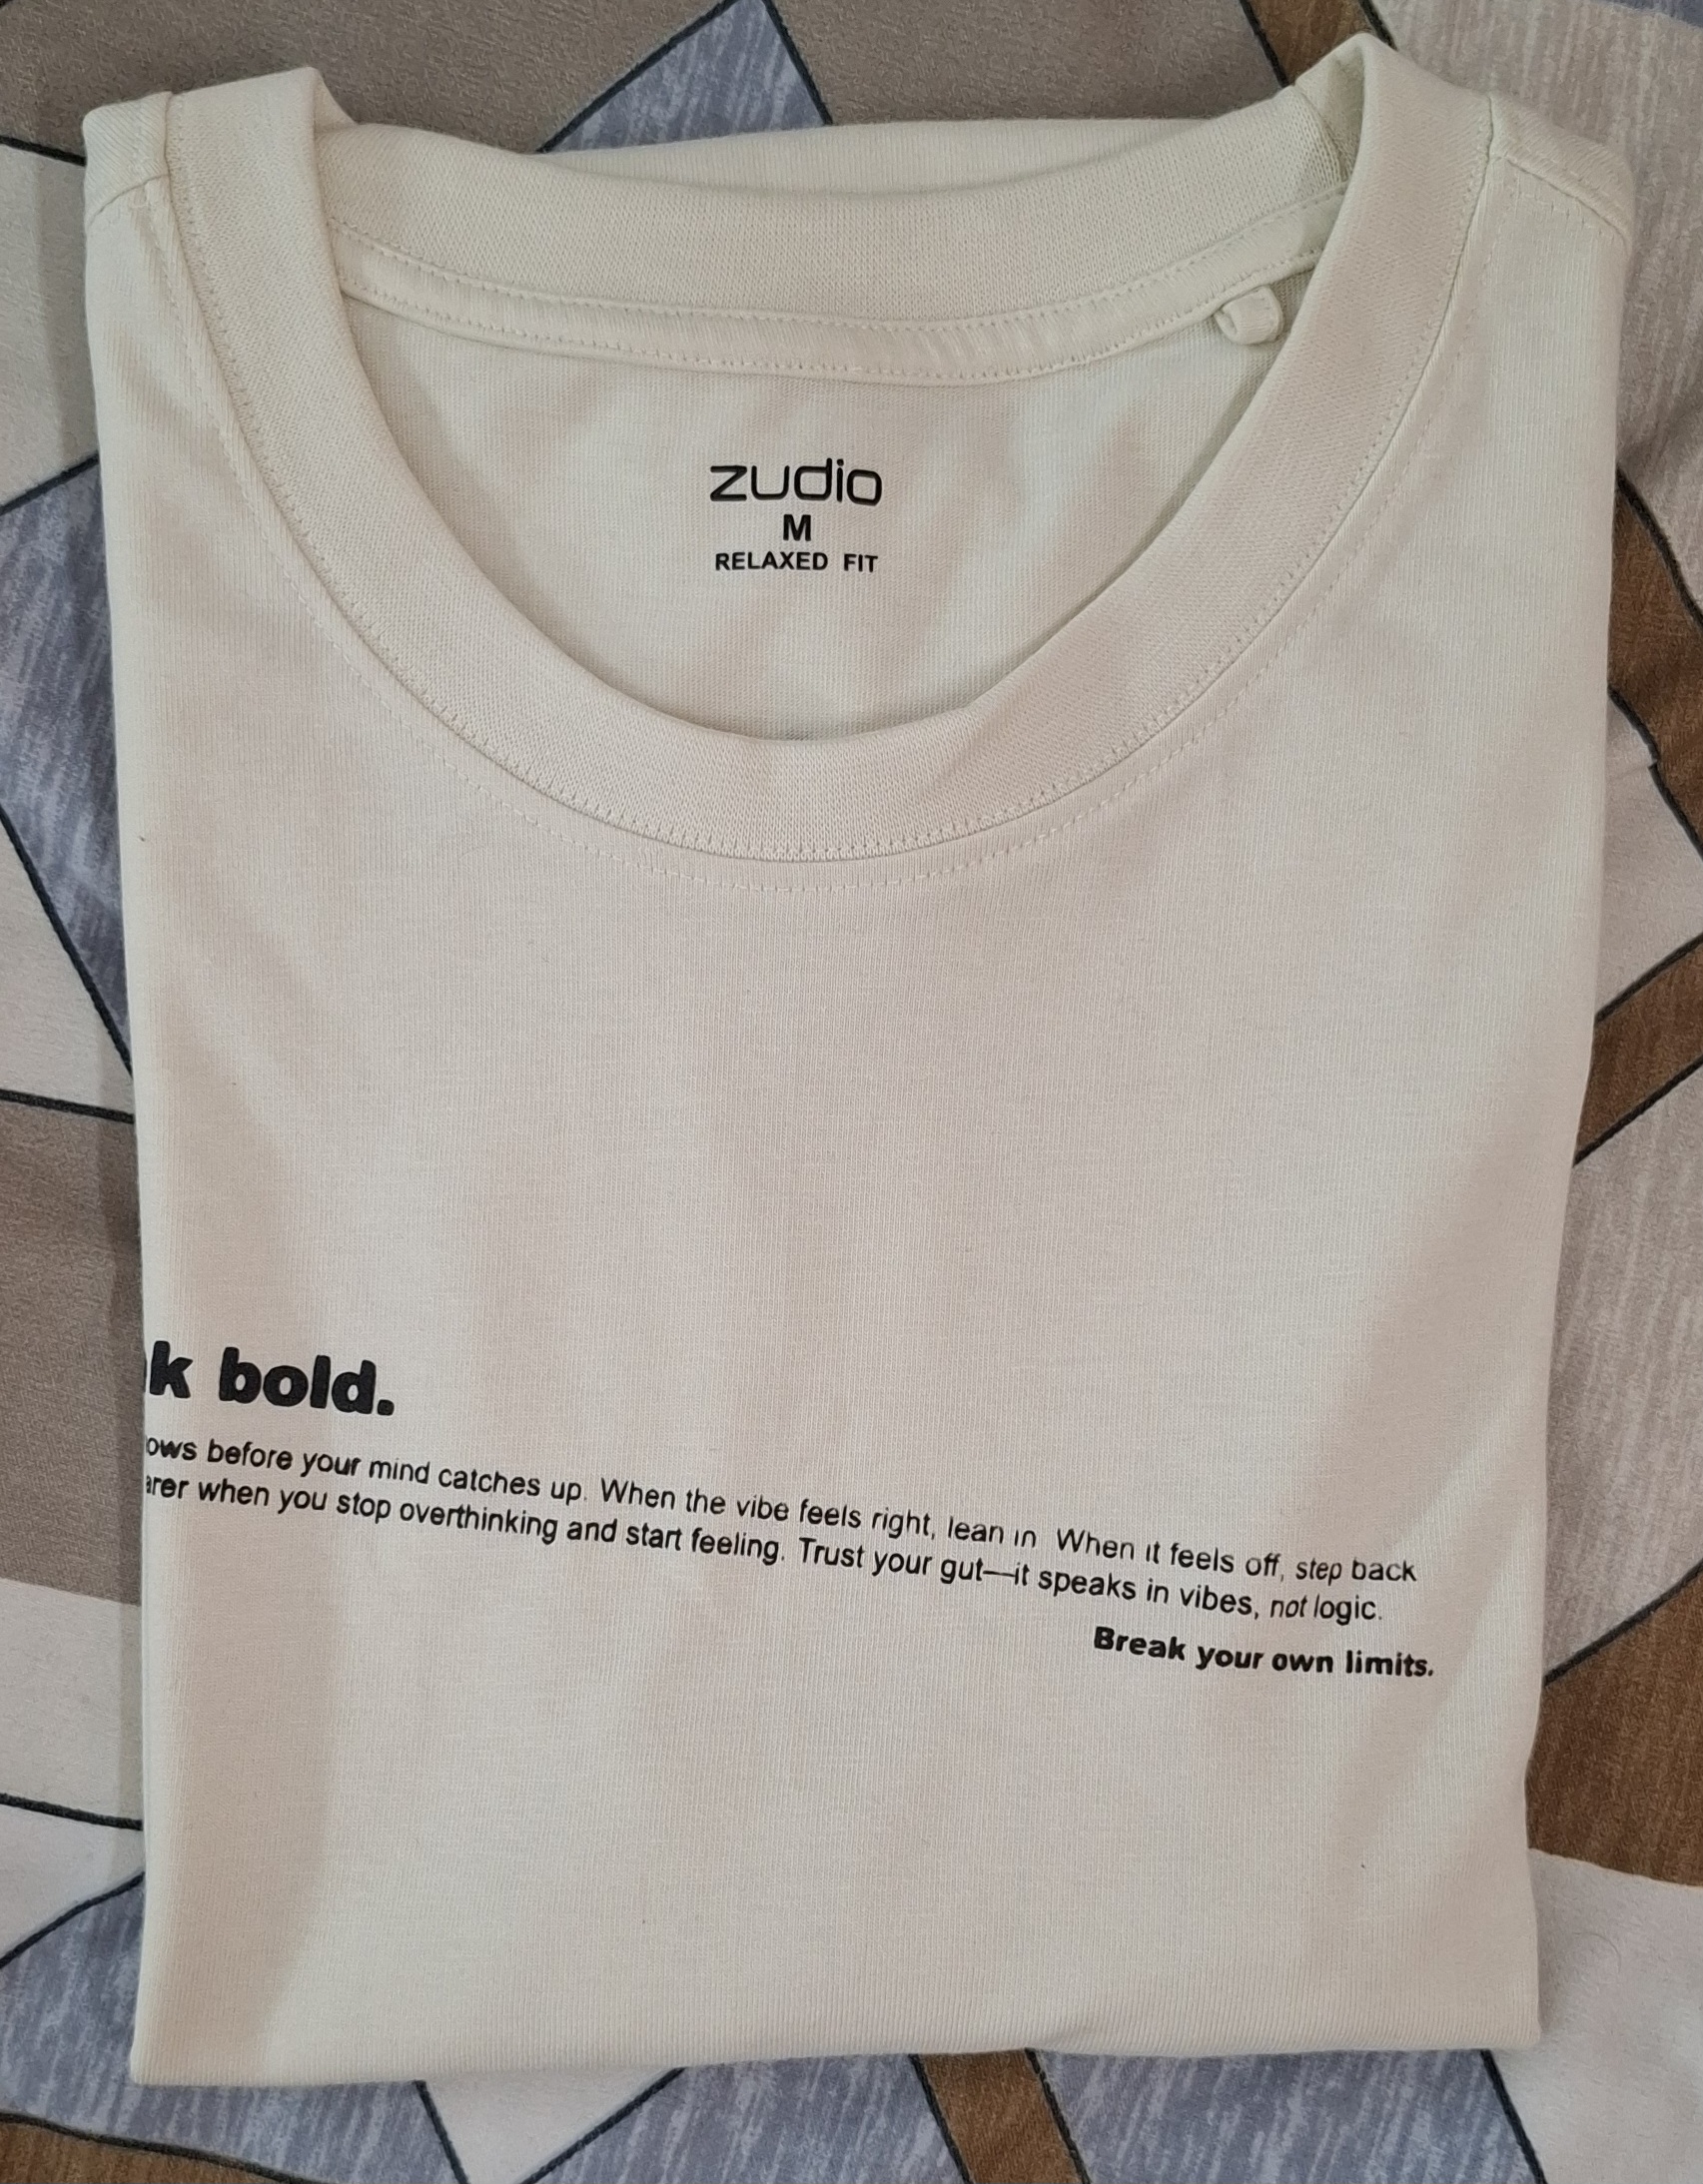 zudio
M
RELAXED FIT
k bold.
ows before your mind catches up. When the vibe feels right, lean in When it feels off, step back
arer when you stop overthinking and start feeling. Trust your gut—it speaks in vibes, not logic.
Break your own limits.